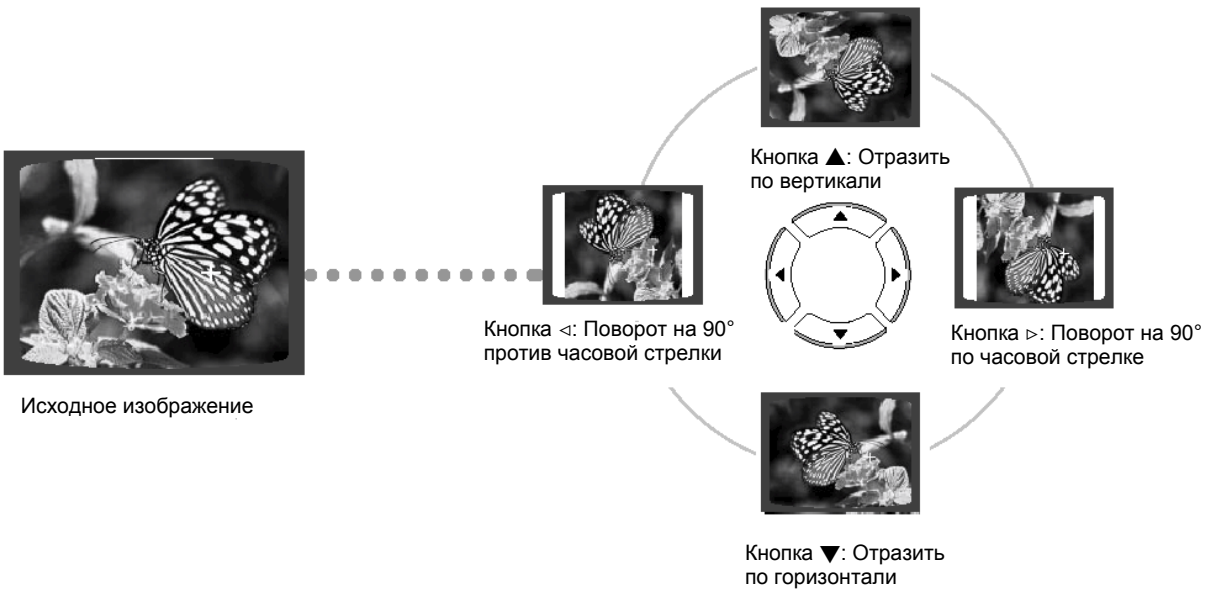 Кнопка ▲: Отразить
по вертикали
Кнопка ◁: Поворот на 90°
против часовой стрелки
Кнопка ▷: Поворот на 90°
по часовой стрелке
Исходное изображение
Кнопка ▼: Отразить
по горизонтали